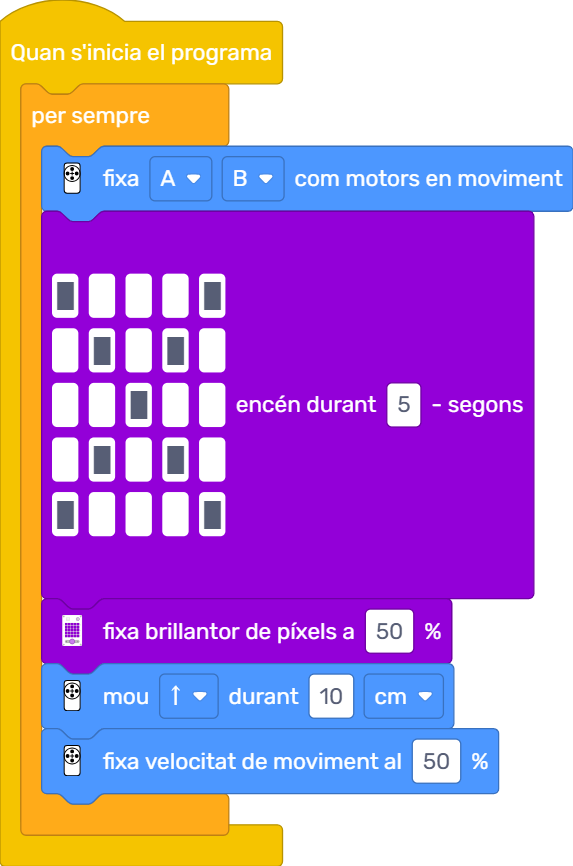 Quan s'inicia el programa
per sempre
fixa A B com motors en moviment
encén durant 5 - segons
fixa brillantor de píxels a 50 %
mou ↑ durant 10 cm
fixa velocitat de moviment al 50 %